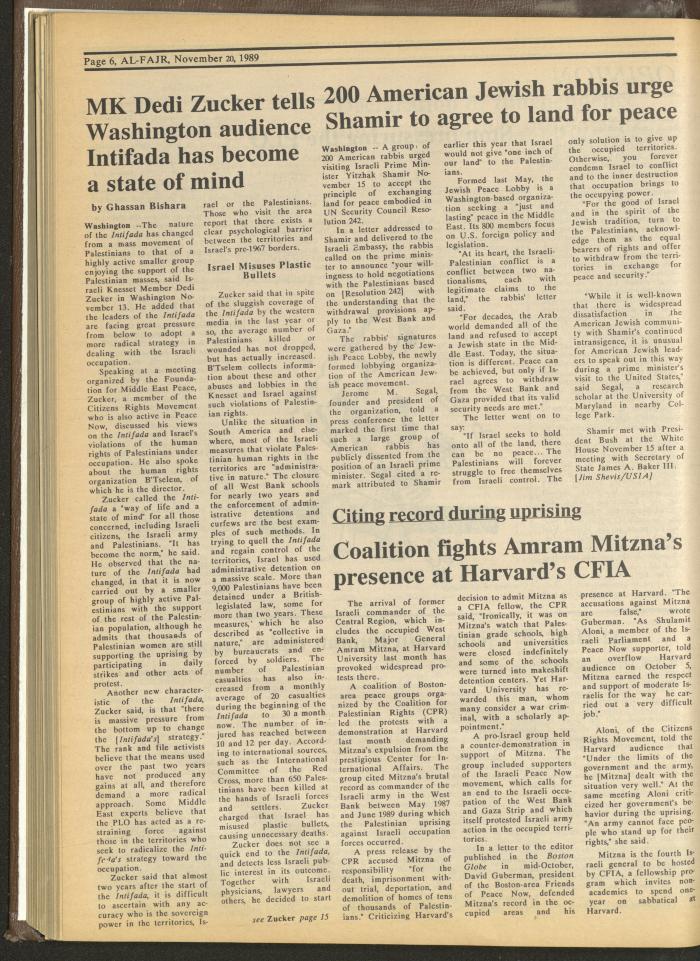 Page 6, AL-FAJR, November 20, 1989
MK Dedi Zucker tells
Washington audience
Intifada has become
a state of mind
by Ghassan Bishara
Washington --The nature
of the Intifada has changed
from a mass movement of
Palestinians to that of a
highly active smaller group
enjoying the support of the
Palestinian masses, said Is-
raeli Knesset Member Dedi
Zucker in Washington No-
vember 13. He added that
the leaders of the Intifada
are facing great pressure
from below to adopt a
more radical strategy in
dealing with the Israeli
occupation.
Speaking at a meeting
organized by the Founda-
tion for Middle East Peace,
Zucker, a member of the
Citizens Rights Movement
who is also active in Peace
Now, discussed his views
on the Intifada and Israel's
violations of the human
rights of Palestinians under
occupation. He also spoke
about the human rights
organization B'Tselem, of
which he is the director.
Zucker called the Inti-
fada a "way of life and a
state of mind" for all those
concerned, including Israeli
citizens, the Israeli army
and Palestinians. "It has
become the norm," he said.
He observed that the na-
ture of the Intifada had
changed, in that it is now
carried out by a smaller
group of highly active Pal-
estinians with the support
of the rest of the Palestin-
ian population, although he
admits that thousands of
Palestinian women are still
supporting the uprising by
participating in daily
strikes and other acts of
protest.
Another new character-
istic of the Intifada,
Zucker said, is that "there
is massive pressure from
the bottom up to change
the [Intifada's] strategy."
The rank and file activists
believe that the means used
over the past two years
have not produced any
gains at all, and therefore
demand a more radical
approach. Some Middle
East experts believe that
the PLO has acted as a re-
straining force against
those in the territories who
seek to radicalize the Inti-
fada's strategy toward the
occupation.
Zucker said that almost
two years after the start of
the Intifada, it is difficult
to ascertain with any ac-
curacy who is the sovereign
power in the territories, Is-
rael or the Palestinians.
Those who visit the area
report that there exists a
clear psychological barrier
between the territories and
Israel's pre-1967 borders.
Israel Misuses Plastic
Bullets
Zucker said that in spite
of the sluggish coverage of
the Intifada by the western
media in the last year or
so, the average number of
Palestinians killed or
wounded has not dropped,
but has actually increased.
B'Tselem collects informa-
tion about these and other
abuses and lobbies in the
Knesset and Israel against
such violations of Palestin-
ian rights.
Unlike the situation in
South America and else-
where, most of the Israeli
measures that violate Pales-
tinian human rights in the
territories are "administra-
tive in nature." The closure
of all West Bank schools
for nearly two years and
the enforcement of admin-
istrative detentions and
curfews are the best exam-
ples of such methods. In
trying to quell the Intifada
and regain control of the
territories, Israel has used
administrative detention on
a massive scale. More than
9,000 Palestinians have been
detained under a British-
legislated law, some for
more than two years. These
measures,' which he also
described as "collective in
nature," are administered
by bureaucrats and en-
forced by soldiers. The
number of Palestinian
casualties has also in-
creased from a monthly
average of 20 casualties
during the beginning of the
Intifada to 30 a month
now. The number of in-
jured has reached between
10 and 12 per day. Accord-
ing to international sources,
such as the International
Committee of the Red
Cross, more than 650 Pales-
tinians have been killed at
the hands of Israeli forces
and settlers. Zucker
charged that Israel has
misused plastic bullets,
causing unnecessary deaths.
Zucker does not see a
quick end to the Intifada,
and detects less Israeli pub-
lic interest in its outcome.
Together with Israeli
physicians, lawyers and
others, he decided to start
see Zucker page 15
200 American Jewish rabbis urge
Shamir to agree to land for peace
Washington -- A group of
200 American rabbis urged
visiting Israeli Prime Min-
ister Yitzhak Shamir No-
vember 15 to accept the
principle of exchanging
land for peace embodied in
UN Security Council Reso-
lution 242.
In a letter addressed to
Shamir and delivered to the
Israeli Embassy, the rabbis
called on the prime minis-
ter to announce "your will-
ingness to hold negotiations
with the Palestinians based
on [Resolution 242] with
the understanding that the
withdrawal provisions ap-
ply to the West Bank and
Gaza."
The rabbis' signatures
were gathered by the Jew-
ish Peace Lobby, the newly
formed lobbying organiza-
tion of the American Jew-
ish peace movement.
Jerome M. Segal,
founder and president of
the organization, told a
press conference the letter
marked the first time that
such a large group of
American rabbis has
publicly dissented from the
position of an Israeli prime
minister. Segal cited a re-
mark attributed to Shamir
earlier this year that Israel
would not give "one inch of
our land" to the Palestin-
ians.
Formed last May, the
Jewish Peace Lobby is a
Washington-based organiza-
tion seeking a "just and
lasting" peace in the Middle
East. Its 800 members focus
on U.S. foreign policy and
legislation.
"At its heart, the Israeli-
Palestinian conflict is a
conflict between two na-
tionalisms, each with
legitimate claims to the
land," the rabbis' letter
said.
"For decades, the Arab
world demanded all of the
land and refused to accept
a Jewish state in the Mid-
dle East. Today, the situa-
tion is different. Peace can
be achieved, but only if Is-
rael agrees to withdraw
from the West Bank and
Gaza provided that its valid
security needs are met."
The letter went on to
say:
"If Israel seeks to hold
onto all of the land, there
can be no peace... The
Palestinians will forever
struggle to free themselves
from Israeli control. The
only solution is to give up
the occupied territories.
Otherwise, you forever
condemn Israel to conflict
and to the inner destruction
that occupation brings to
the occupying power.
"For the good of Israel
and in the spirit of the
Jewish tradition, turn to
the Palestinians, acknowl-
edge them as the equal
bearers of rights and offer
to withdraw from the terri-
tories in exchange for
peace and security."
"While it is well-known
that there is widespread
dissatisfaction in the
American Jewish communi-
ty with Shamir's continued
intransigence, it is unusual
for American Jewish lead-
ers to speak out in this way
during a prime minister's
visit to the United States,"
said Segal, a research
scholar at the University of
Maryland in nearby Col-
lege Park.
Shamir met with Presi-
dent Bush at the White
House November 15 after a
meeting with Secretary of
State James A. Baker III.
[Jim Shevis/USIA]
Citing record during uprising
Coalition fights Amram Mitzna's
presence at Harvard's CFIA
The arrival of former
Israeli commander of the
Central Region, which in-
cludes the occupied West
Bank, Major General
Amram Mitzna, at Harvard
University last month has
provoked widespread pro-
tests there.
A coalition of Boston-
area peace groups organ-
ized by the Coalition for
Palestinian Rights (CPR)
led the protests with a
demonstration at Harvard
last month demanding
Mitzna's expulsion from the
prestigious Center for In-
ternational Affairs. The
group cited Mitzna's brutal
record as commander of the
Israeli army in the West
Bank between May 1987
and June 1989 during which
the Palestinian uprising
against Israeli occupation
forces occurred.
A press release by the
CPR accused Mitzna of
responsibility "for the
death, imprisonment with-
out trial, deportation, and
demolition of homes of tens
of thousands of Palestin-
ians." Criticizing Harvard's
decision to admit Mitzna as
a CFIA fellow, the CPR
said, "Ironically, it was on
Mitzna's watch that Pales-
tinian grade schools, high
schools and universities
were closed indefinitely
and some of the schools
were turned into makeshift
detention centers. Yet Har-
vard University has re-
warded this man, whom
many consider a war crim-
inal, with a scholarly ap-
pointment."
A pro-Israel group held
a counter-demonstration in
support of Mitzna. The
group included supporters
of the Israeli Peace Now
movement, which calls for
an end to the Israeli occu-
pation of the West Bank
and Gaza Strip and which
itself protested Israeli army
action in the occupied terri-
tories.
In a letter to the editor
published in the Boston
Globe in mid-October,
David Guberman, president
of the Boston-area Friends
of Peace Now, defended
Mitzna's record in the oc-
cupied areas and his
presence at Harvard. "The
accusations against Mitzna
are false," wrote
Guberman. "As Shulamit
Aloni, a member of the Is-
raeli Parliament and a
Peace Now supporter, told
an overflow Harvard
audience on October 5,
Mitzna earned the respect
and support of moderate Is-
raelis for the way he car-
ried out a very difficult
job."
Aloni, of the Citizens
Rights Movement, told the
Harvard audience that
"Under the limits of the
government and the army,
he [Mitzna] dealt with the
situation very well." At the
same meeting Aloni criti-
cized her government's be-
havior during the uprising.
"An army cannot face peo-
ple who stand up for their
rights," she said.
Mitzna is the fourth Is-
raeli general to be hosted
by CFIA, a fellowship pro-
gram which invites non-
academics to spend one-
year on sabbatical at
Harvard.